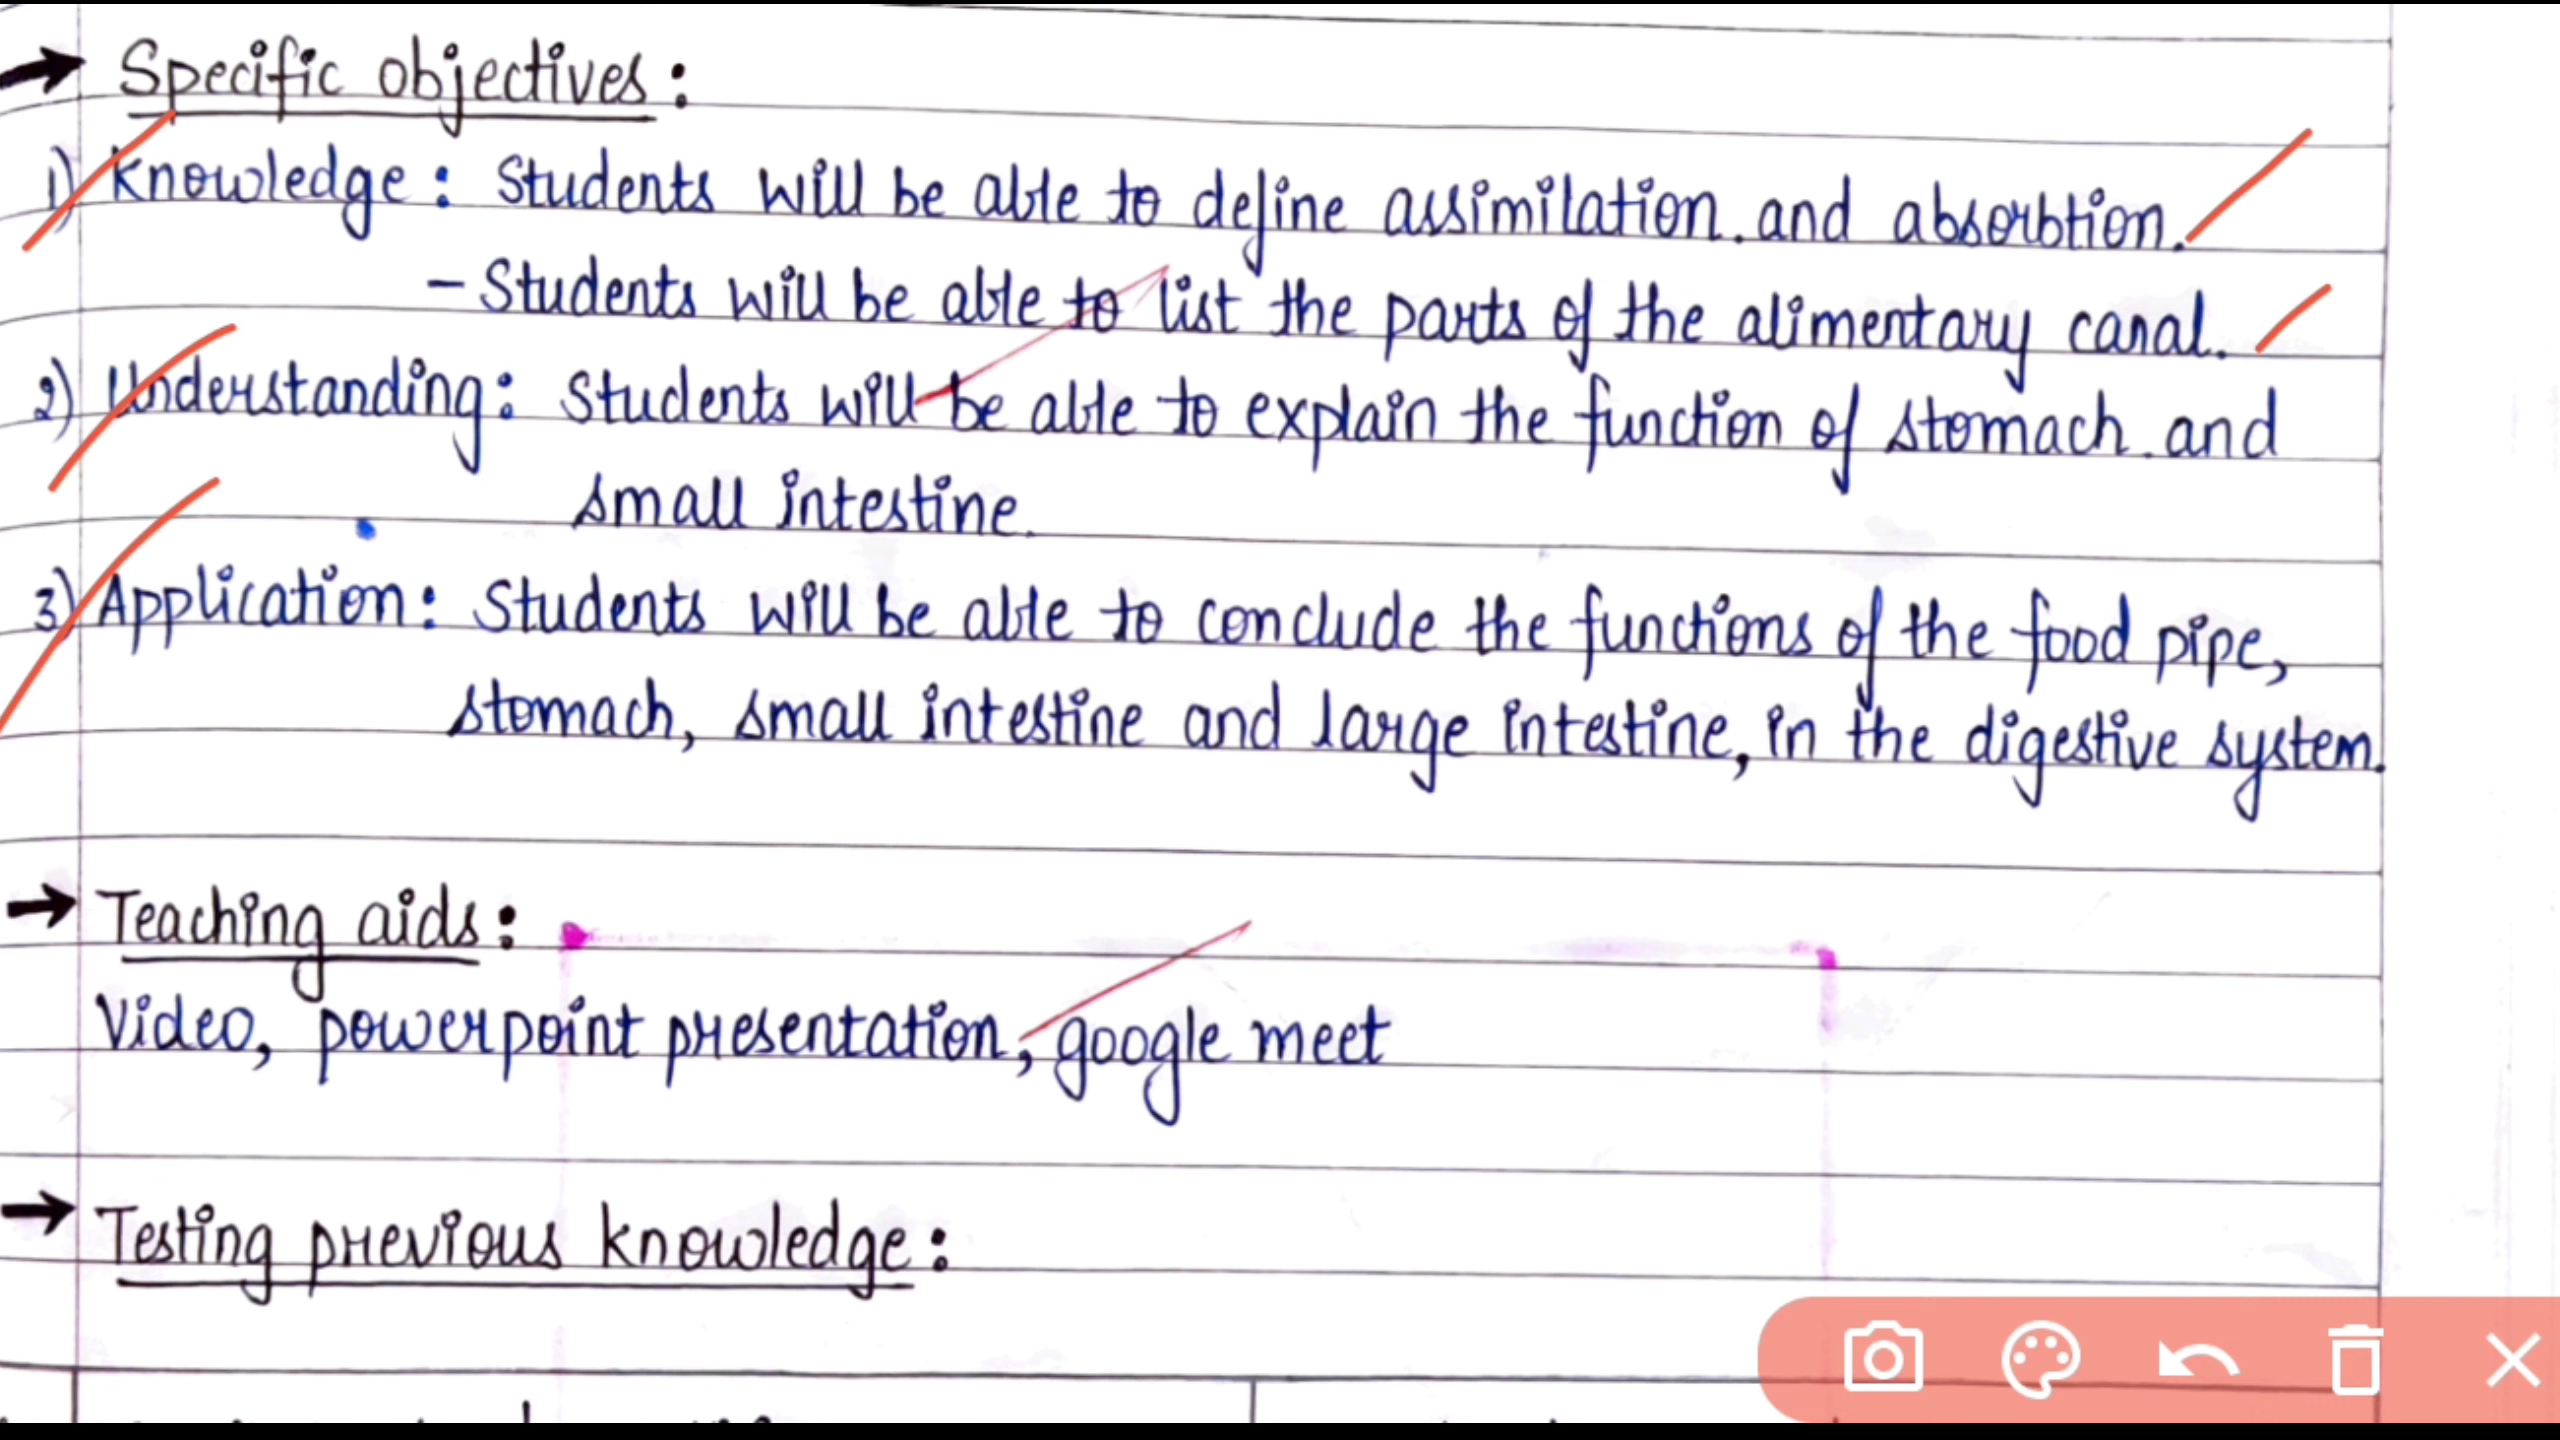 → Specific objectives:
1) Knowledge: Students will be able to define assimilation. and absorbtion.
- Students will be able to list the parts of the alimentary canal.
2) Understanding: Students will be able to explain the function of stomach. and
small intestine.
3) Application: Students will be able to conclude the functions of the food pipe,
stomach, small intestine and large intestine, in the digestive system.
→ Teaching aids:
Video, powerpoint presentation, google meet
→ Testing previous knowledge: